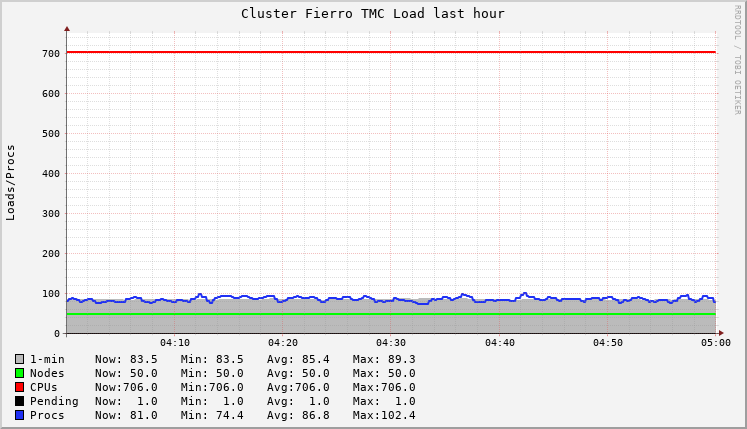 Cluster Fierro TMC Load last hour
RRDTOOL / TOBI OETIKER
Loads/Procs
700
600
500
400
300
200
100
0
04:10 04:20 04:30 04:40 04:50 05:00
1-min Now: 83.5 Min: 83.5 Avg: 85.4 Max: 89.3
Nodes Now: 50.0 Min: 50.0 Avg: 50.0 Max: 50.0
CPUs Now:706.0 Min:706.0 Avg:706.0 Max:706.0
Pending Now: 1.0 Min: 1.0 Avg: 1.0 Max: 1.0
Procs Now: 81.0 Min: 74.4 Avg: 86.8 Max:102.4